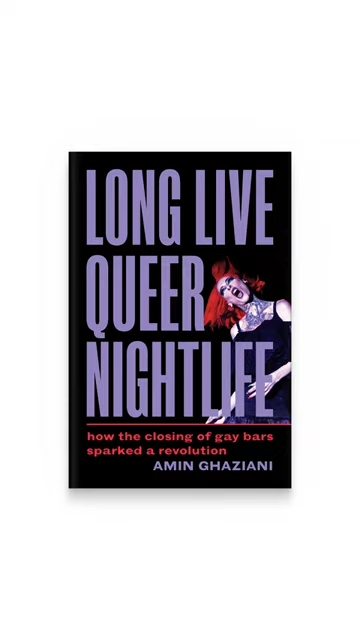 LONG LIVE
QUEER
NIGHTLIFE
how the closing of gay bars
sparked a revolution
AMIN GHAZIANI